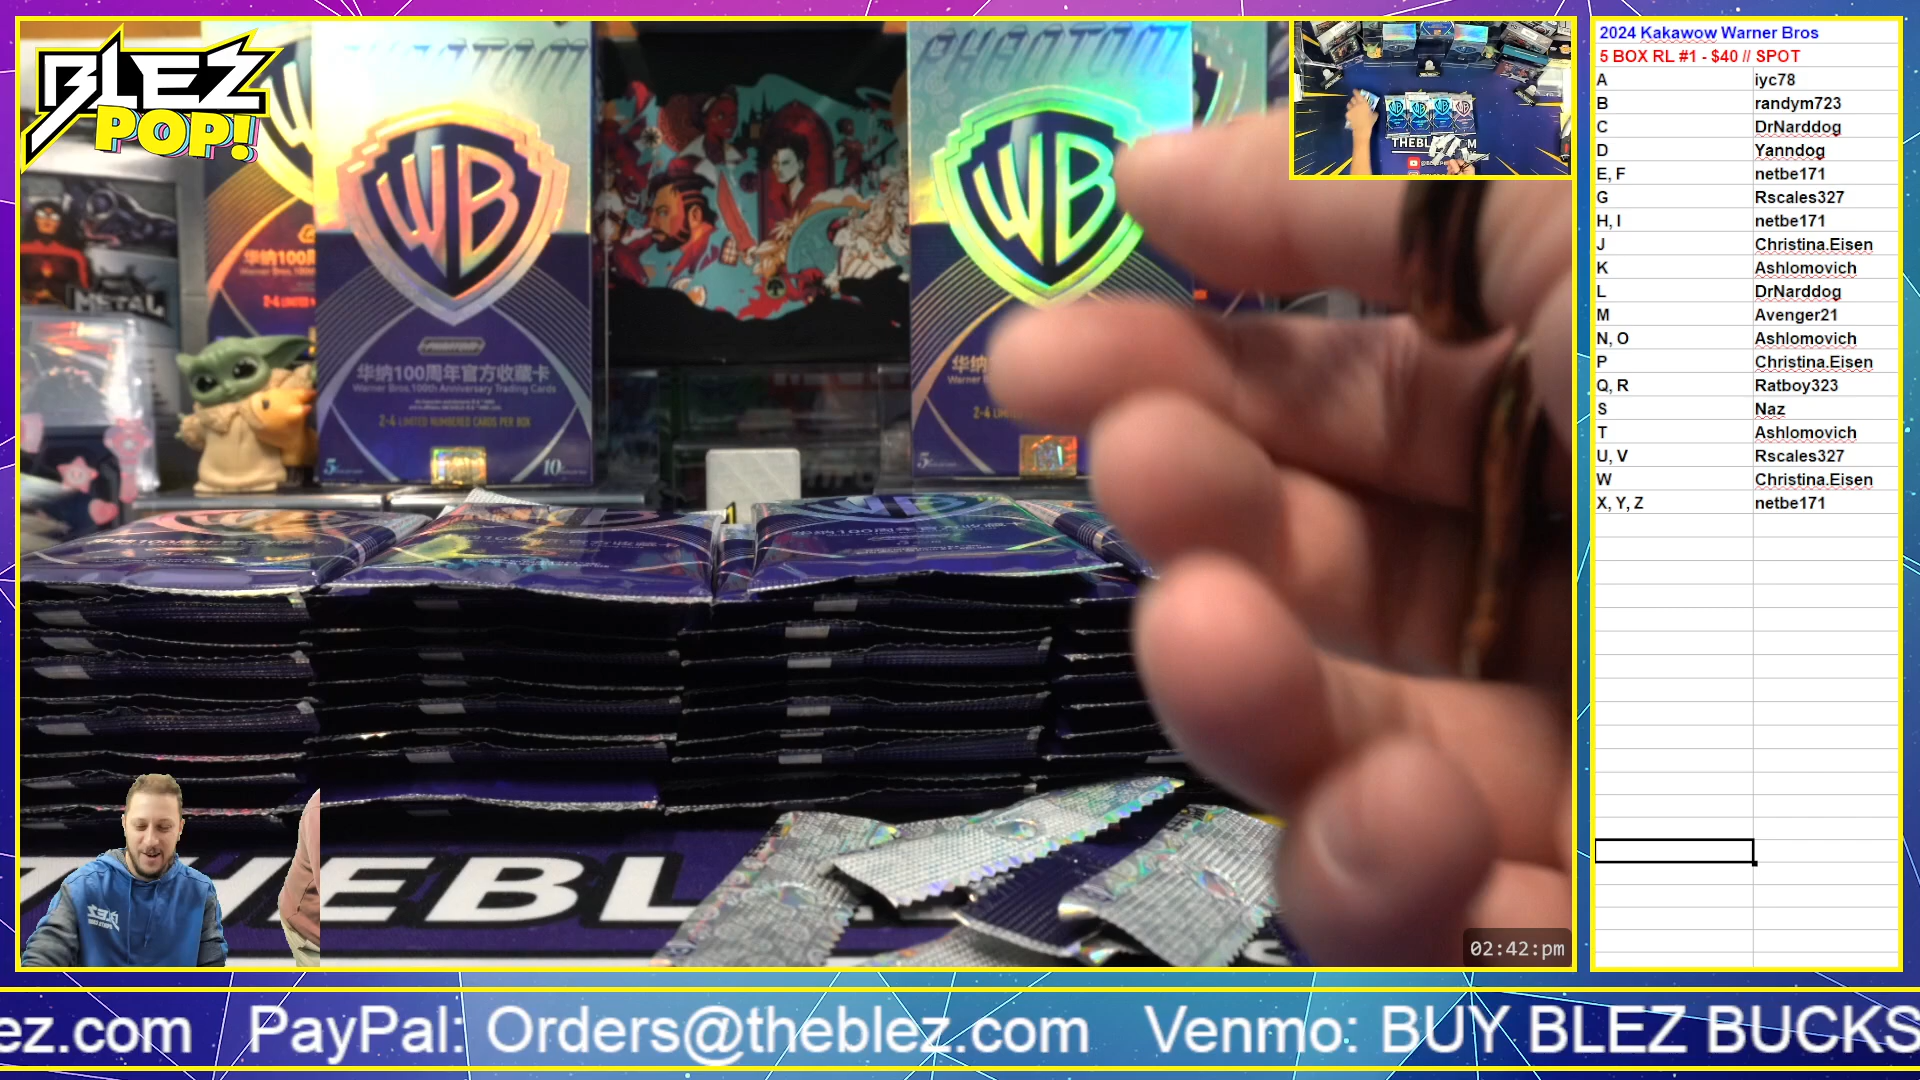 BLEZ
POP!
METAL
WB
PHANTOM
华纳100周年官方收藏卡
Warner Bros. 100th Anniversary Trading Cards
2-4 LIMITED NUMBERED CARDS PER BOX
5
10
WB
5
THEBL
02:42:pm
2024 Kakawow Warner Bros
5 BOX RL #1 - $40 // SPOT
A iyc78
B randym723
C DrNarddog
D Yanndog
E, F netbe171
G Rscales327
H, I netbe171
J Christina.Eisen
K Ashlomovich
L DrNarddog
M Avenger21
N, O Ashlomovich
P Christina.Eisen
Q, R Ratboy323
S Naz
T Ashlomovich
U, V Rscales327
W Christina.Eisen
X, Y, Z netbe171
ez.com PayPal: Orders@theblez.com Venmo: BUY BLEZ BUCKS